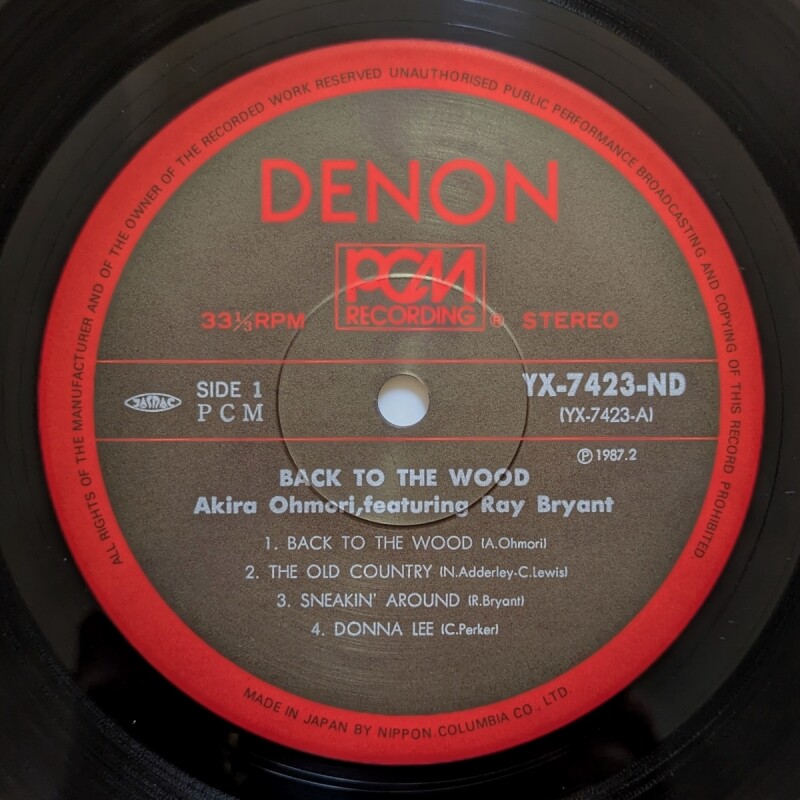 ALL RIGHTS OF THE MANUFACTURER AND OF THE OWNER OF THE RECORDED WORK RESERVED UNAUTHORISED PUBLIC PERFORMANCE BROADCASTING AND COPYING OF THIS RECORD PROHIBITED.
DENON
PCM
RECORDING ®
33⅓RPM STEREO
JASRAC SIDE 1 YX-7423-ND
PCM (YX-7423-A)
℗1987.2
BACK TO THE WOOD
Akira Ohmori,featuring Ray Bryant
1. BACK TO THE WOOD (A.Ohmori)
2. THE OLD COUNTRY (N.Adderley-C.Lewis)
3. SNEAKIN' AROUND (R.Bryant)
4. DONNA LEE (C.Perker)
MADE IN JAPAN BY NIPPON COLUMBIA CO., LTD.